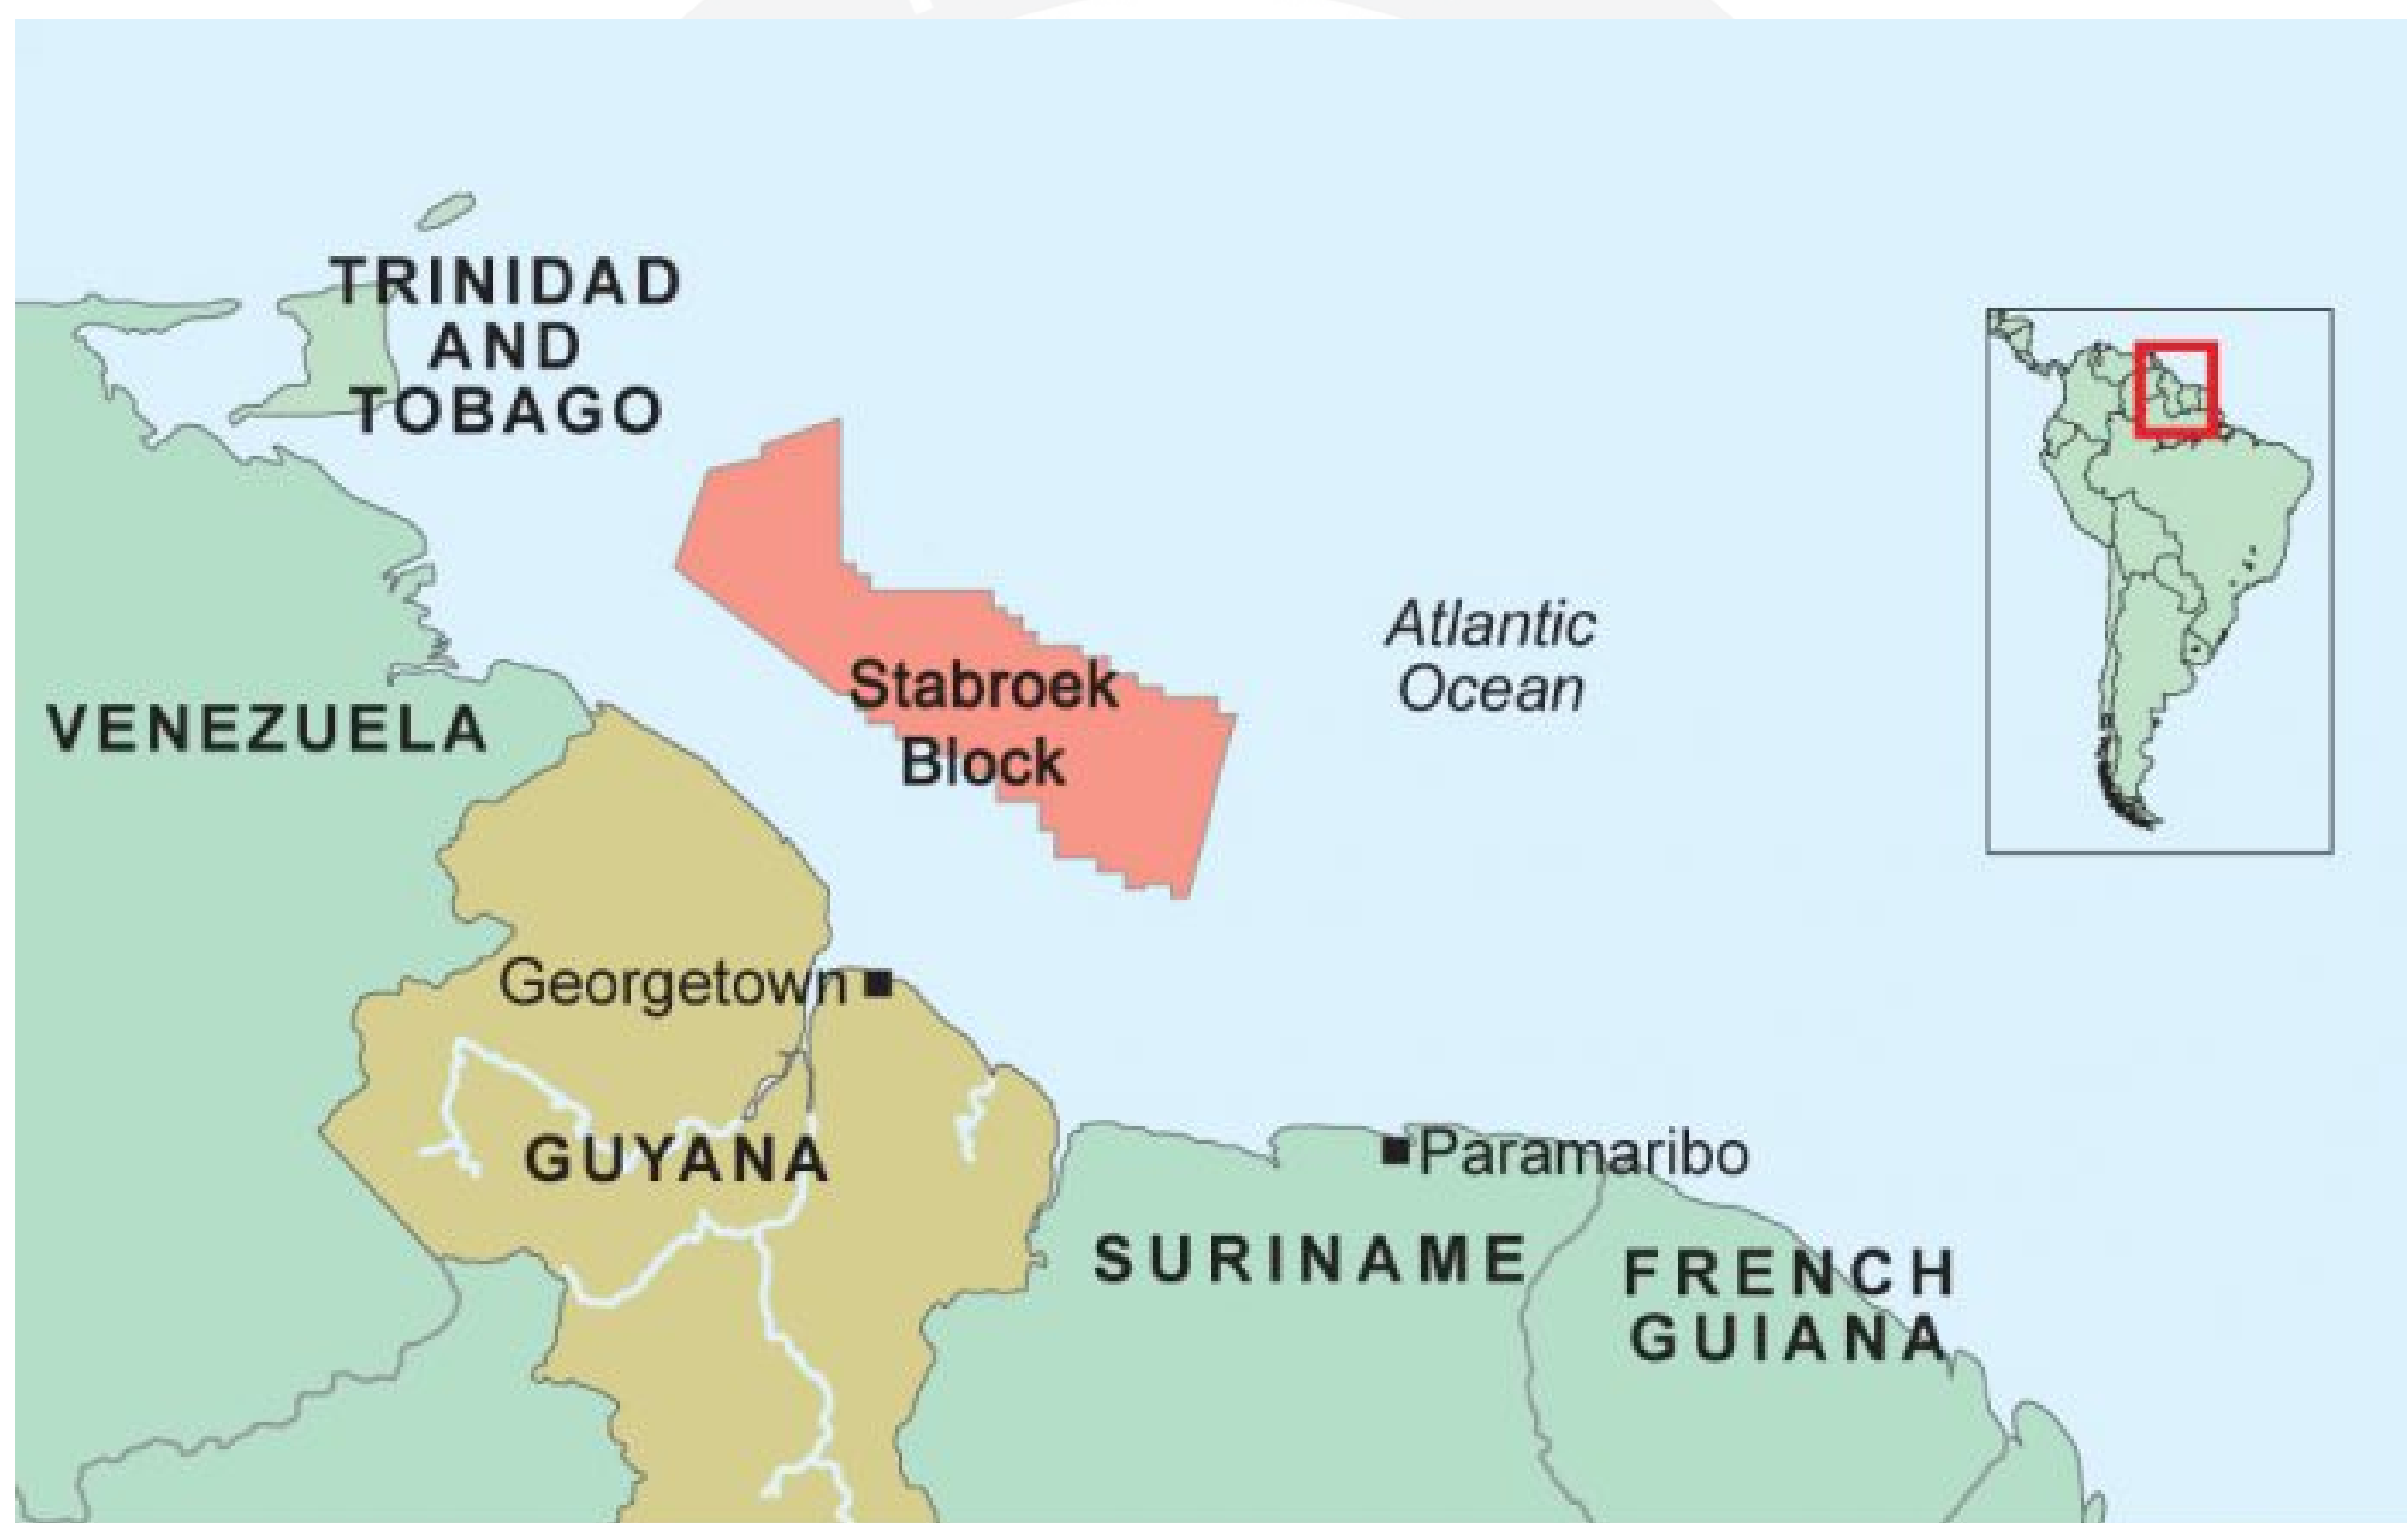 TRINIDAD
AND
TOBAGO
Atlantic
Ocean
Stabroek
Block
VENEZUELA
Georgetown
GUYANA
Paramaribo
SURINAME
FRENCH
GUIANA